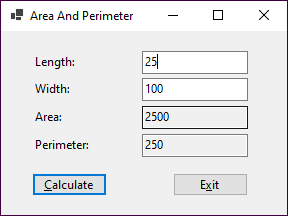 Area And Perimeter
Length: 25
Width: 100
Area: 2500
Perimeter: 250
Calculate Exit